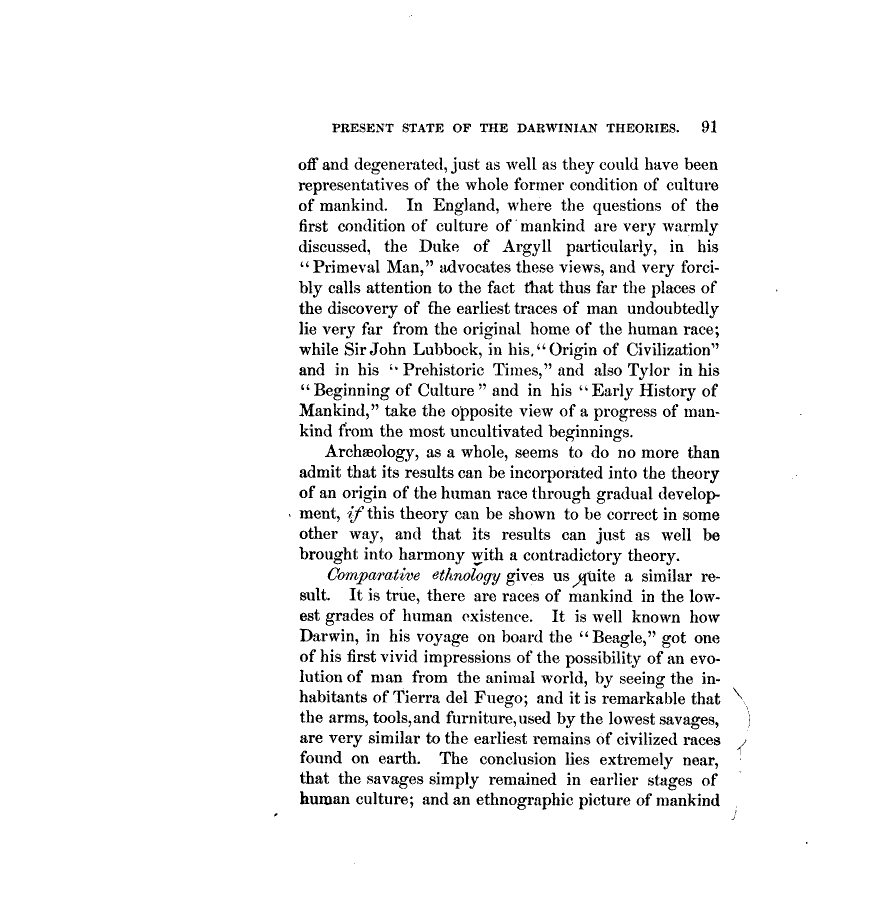 PRESENT STATE OF THE DARWINIAN THEORIES. 91
off and degenerated, just as well as they could have been
representatives of the whole former condition of culture
of mankind. In England, where the questions of the
first condition of culture of mankind are very warmly
discussed, the Duke of Argyll particularly, in his
“Primeval Man,” advocates these views, and very forci-
bly calls attention to the fact that thus far the places of
the discovery of the earliest traces of man undoubtedly
lie very far from the original home of the human race;
while Sir John Lubbock, in his, “Origin of Civilization”
and in his “Prehistoric Times,” and also Tylor in his
“Beginning of Culture” and in his “Early History of
Mankind,” take the opposite view of a progress of man-
kind from the most uncultivated beginnings.
Archæology, as a whole, seems to do no more than
admit that its results can be incorporated into the theory
of an origin of the human race through gradual develop-
ment, if this theory can be shown to be correct in some
other way, and that its results can just as well be
brought into harmony with a contradictory theory.
Comparative ethnology gives us quite a similar re-
sult. It is true, there are races of mankind in the low-
est grades of human existence. It is well known how
Darwin, in his voyage on board the “Beagle,” got one
of his first vivid impressions of the possibility of an evo-
lution of man from the animal world, by seeing the in-
habitants of Tierra del Fuego; and it is remarkable that
the arms, tools, and furniture, used by the lowest savages,
are very similar to the earliest remains of civilized races
found on earth. The conclusion lies extremely near,
that the savages simply remained in earlier stages of
human culture; and an ethnographic picture of mankind